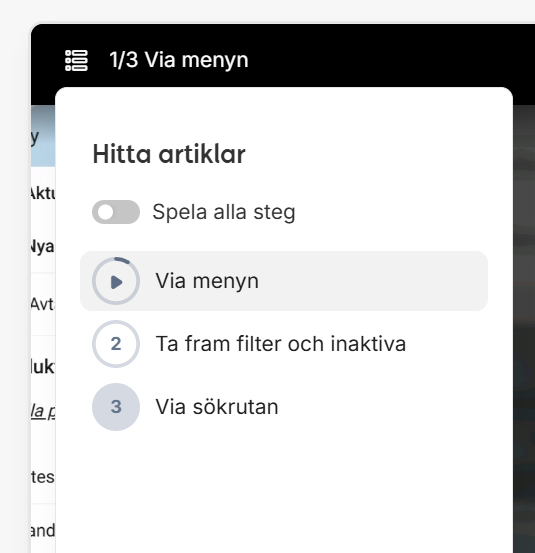 1/3 Via menyn
Hitta artiklar
Spela alla steg
Via menyn
2 Ta fram filter och inaktiva
3 Via sökrutan